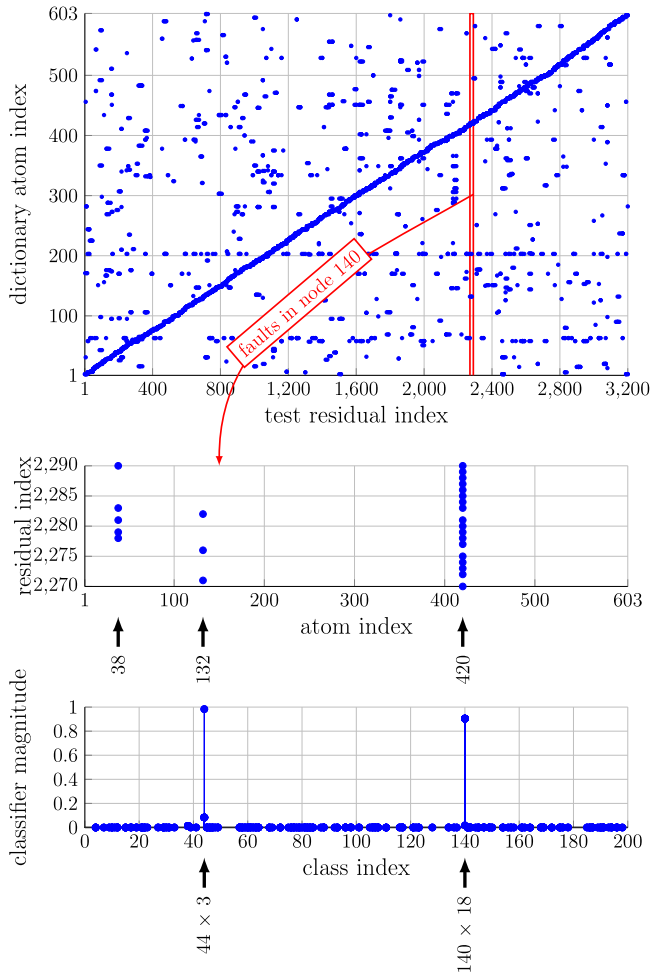 603
500
400
300
200
100
1
dictionary atom index
faults in node 140
1 400 800 1,200 1,600 2,000 2,400 2,800 3,200
test residual index
2,290
2,285
2,280
2,275
2,270
residual index
1 100 200 300 400 500 603
atom index
38 132 420
1
0.8
0.6
0.4
0.2
0
classifier magnitude
0 20 40 60 80 100 120 140 160 180 200
class index
44 × 3 140 × 18